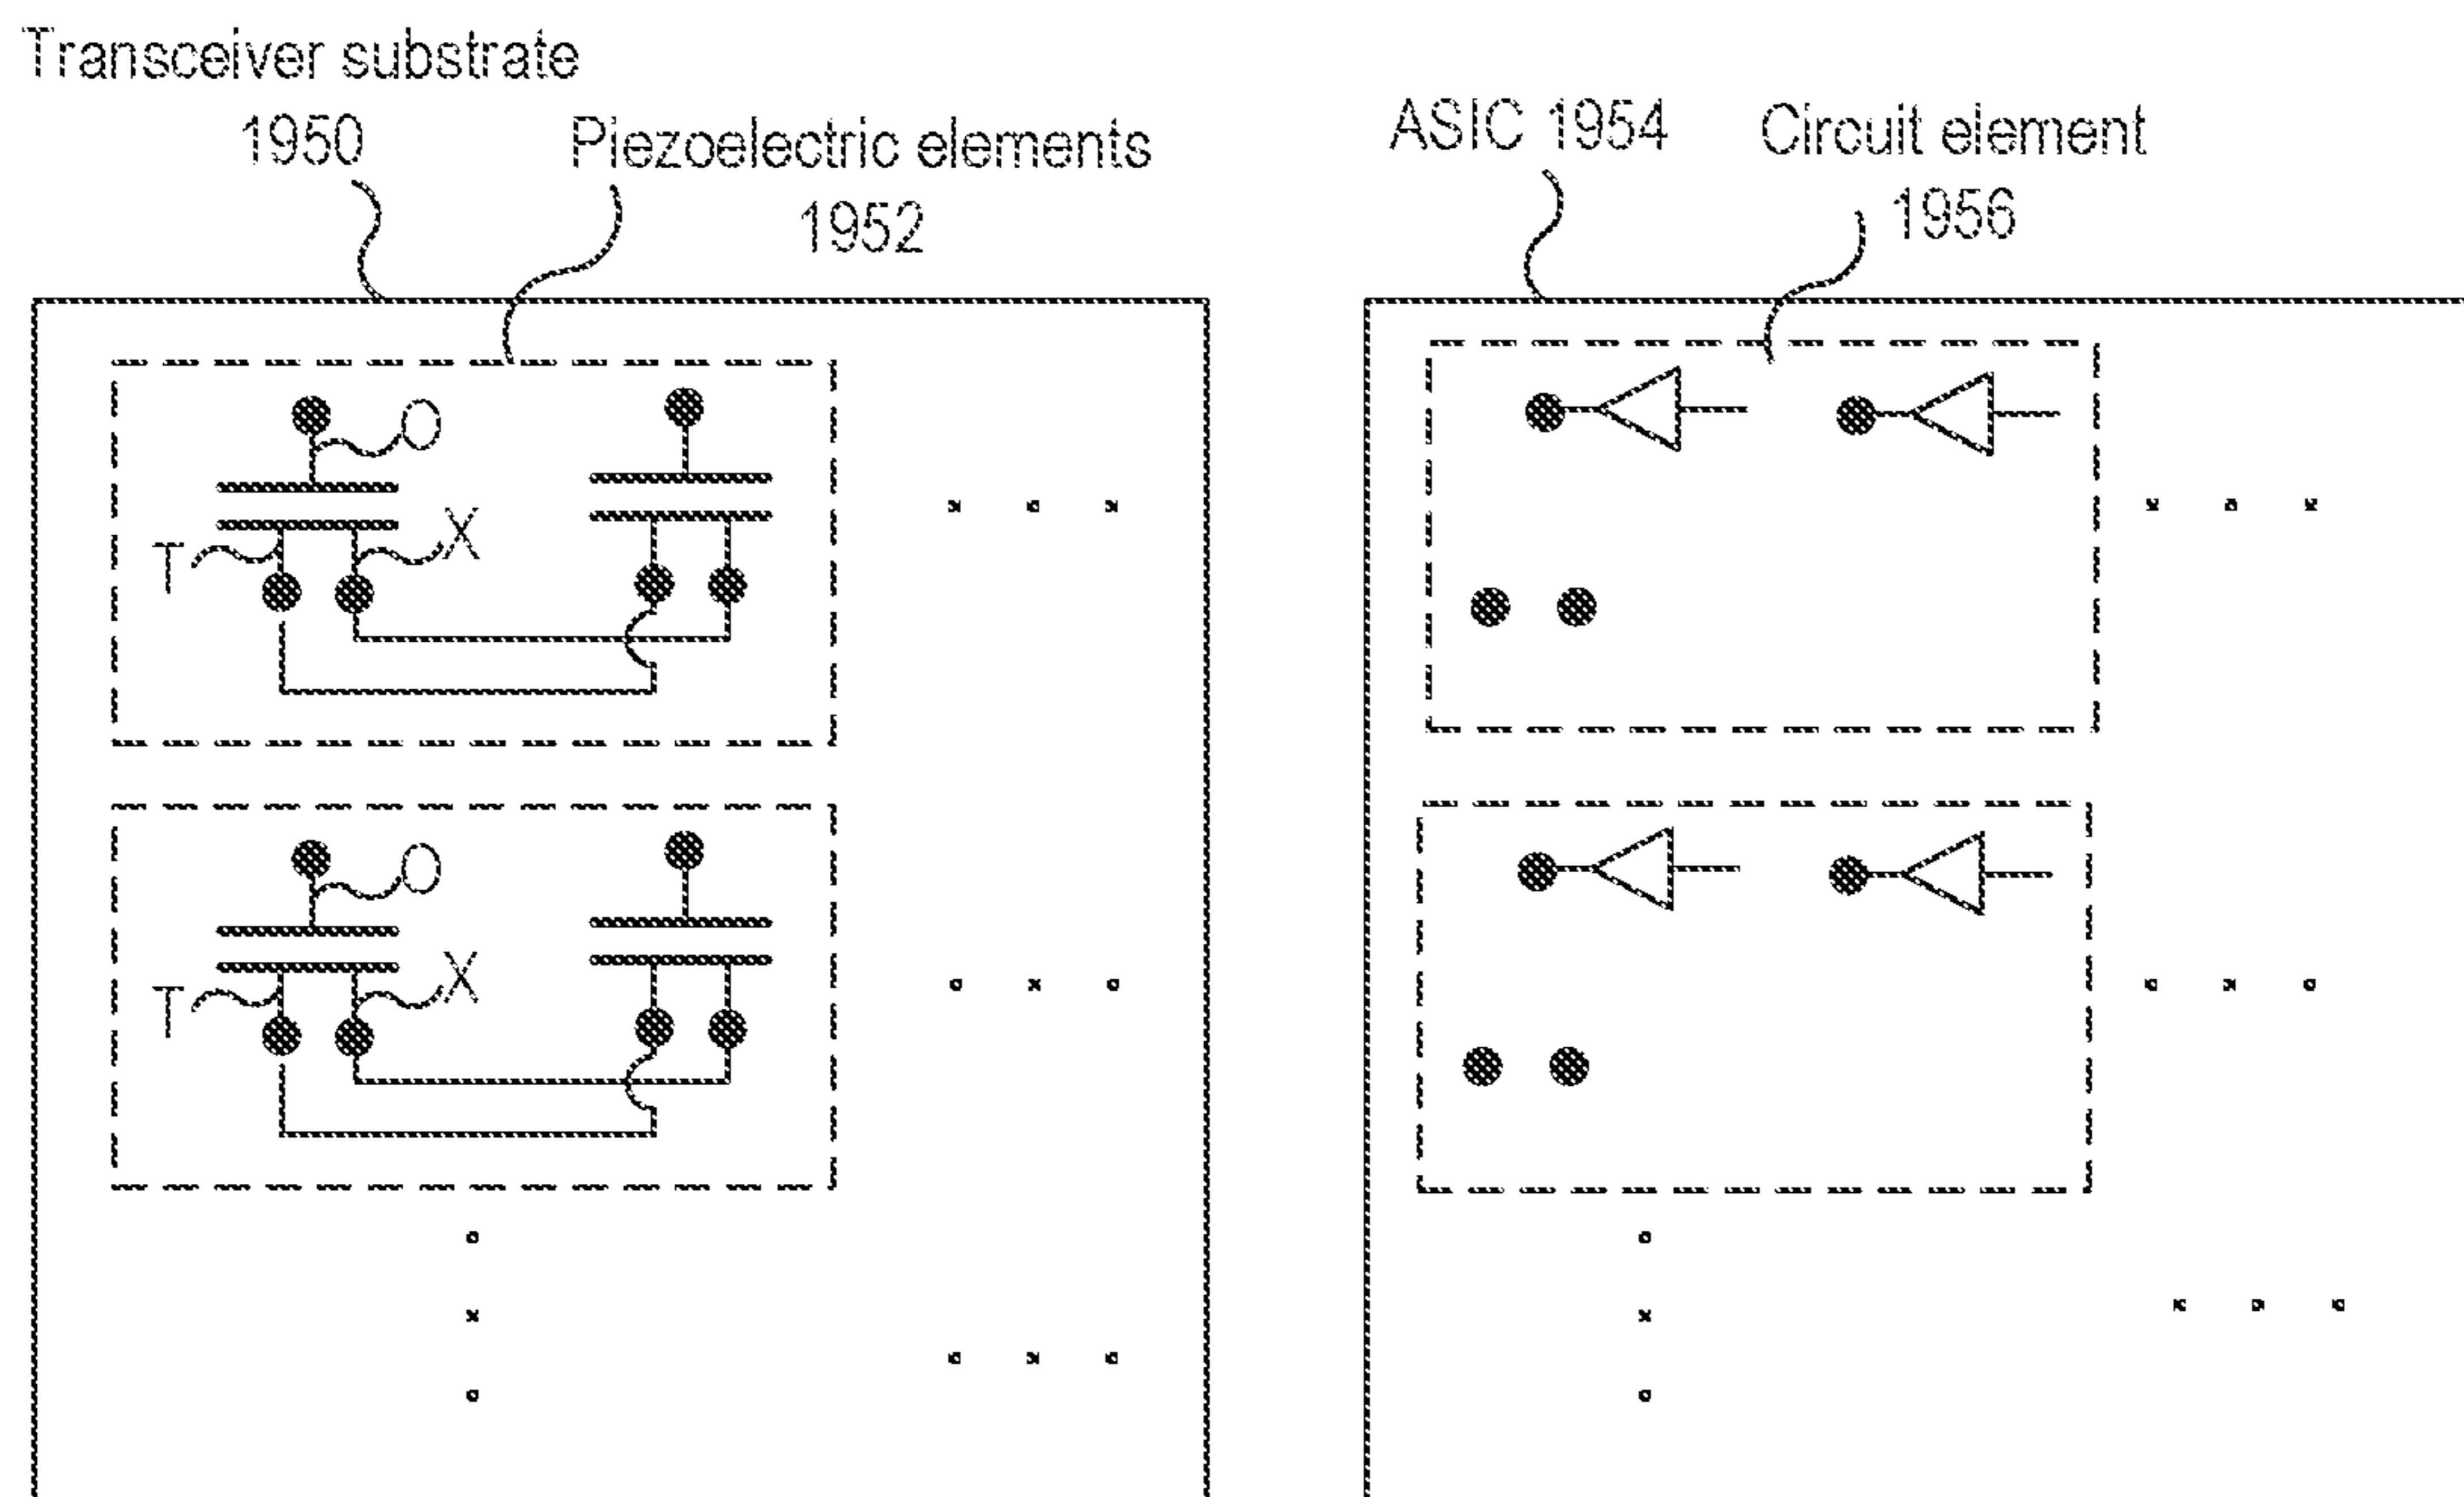 Transceiver substrate
1950
Piezoelectric elements
1952
ASIC 1954
Circuit element
1956
O
T
X
O
T
X